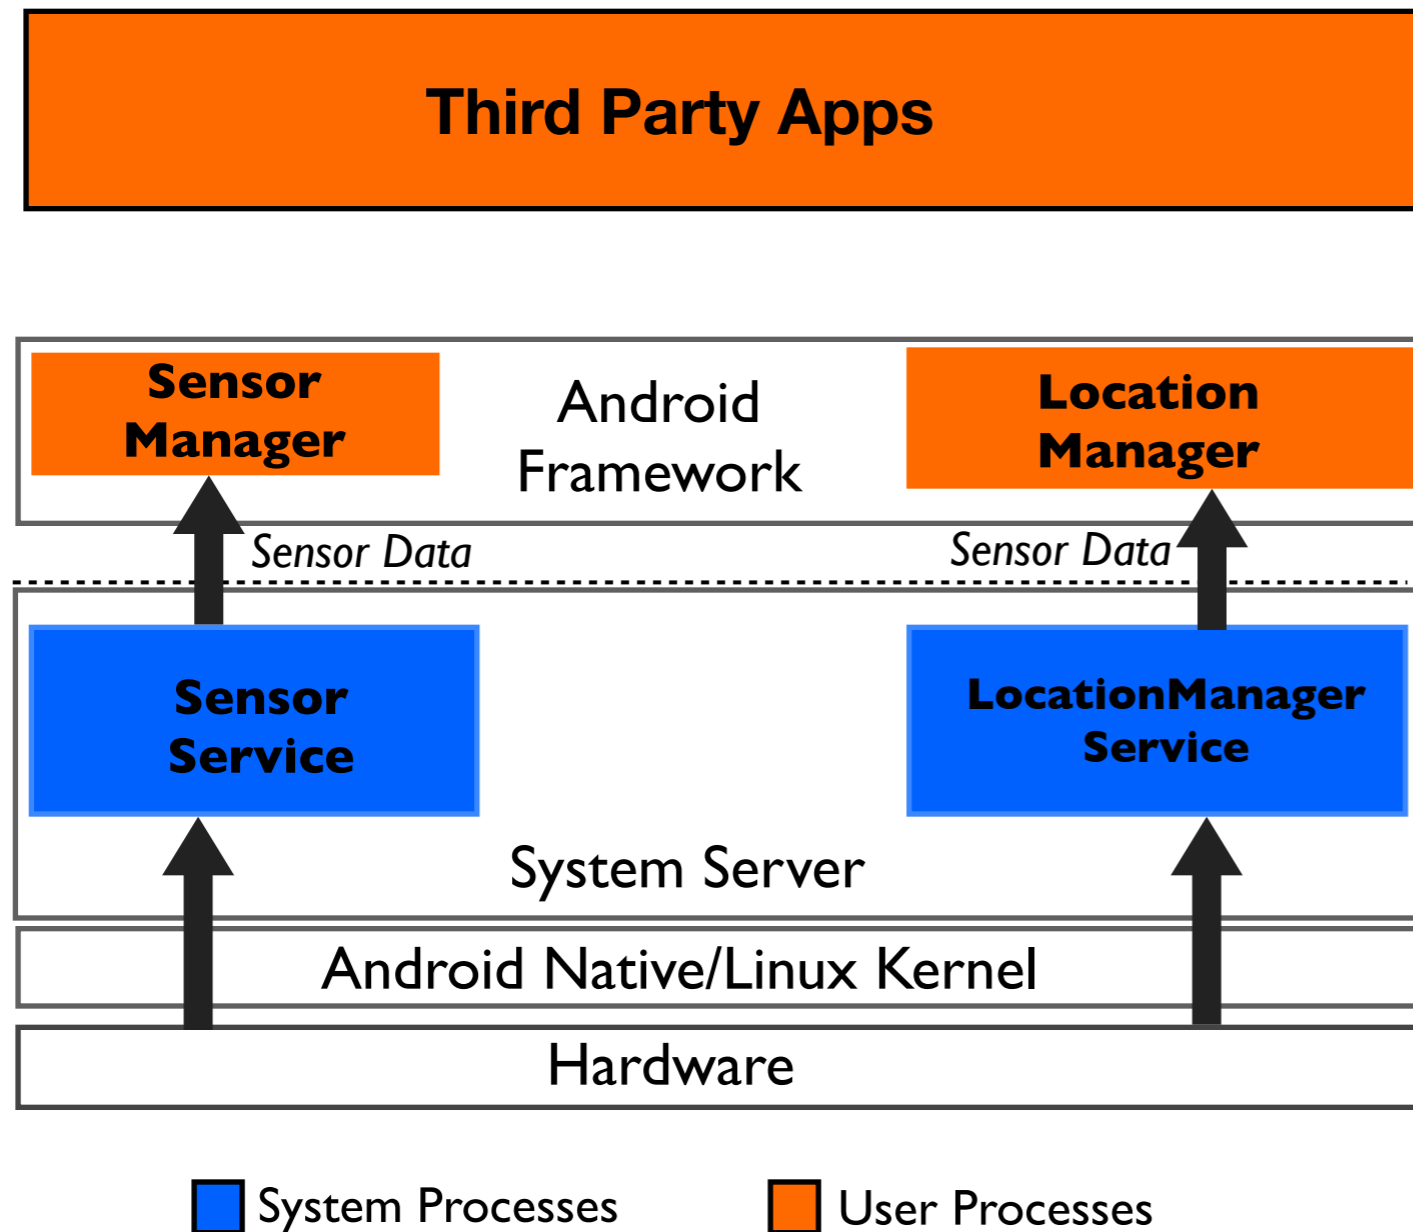 Third Party Apps
Sensor
Manager
Android
Framework
Location
Manager
Sensor Data
Sensor Data
Sensor
Service
LocationManager
Service
System Server
Android Native/Linux Kernel
Hardware
System Processes
User Processes